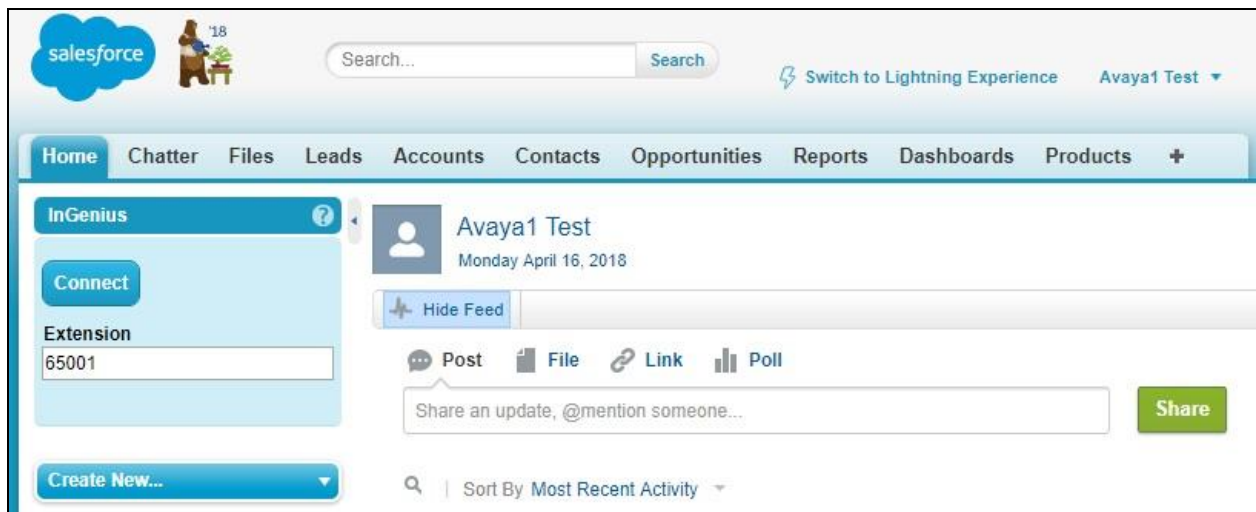 salesforce
'18
Search...
Search
Switch to Lightning Experience
Avaya1 Test
Home Chatter Files Leads Accounts Contacts Opportunities Reports Dashboards Products +
InGenius
?
Connect
Extension
65001
Create New...
Avaya1 Test
Monday April 16, 2018
Hide Feed
Post File Link Poll
Share an update, @mention someone...
Share
Sort By Most Recent Activity